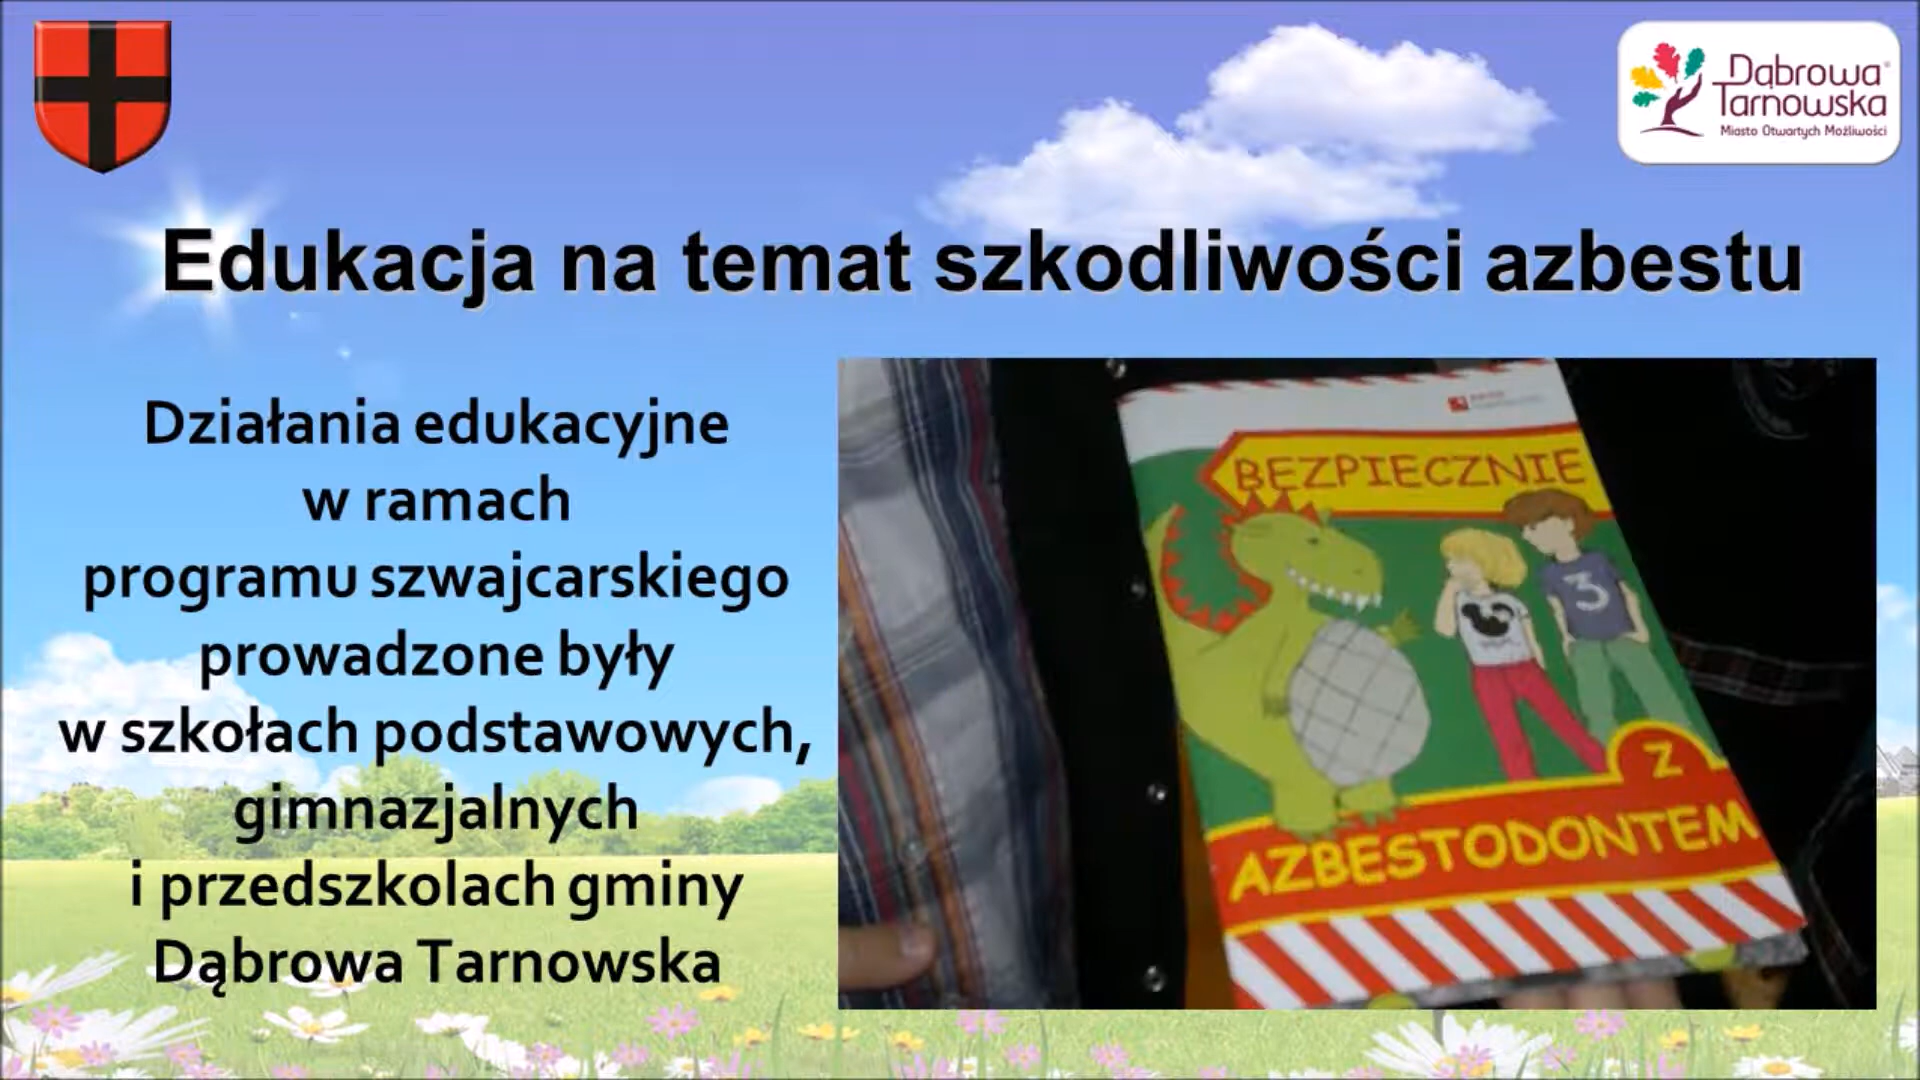 Dąbrowa
Tarnowska
Miasto Otwartych Możliwości
Edukacja na temat szkodliwości azbestu
Działania edukacyjne
w ramach
programu szwajcarskiego
prowadzone były
w szkołach podstawowych,
gimnazjalnych
i przedszkolach gminy
Dąbrowa Tarnowska
BEZPIECZNIE
3
Z
AZBESTODONTEM